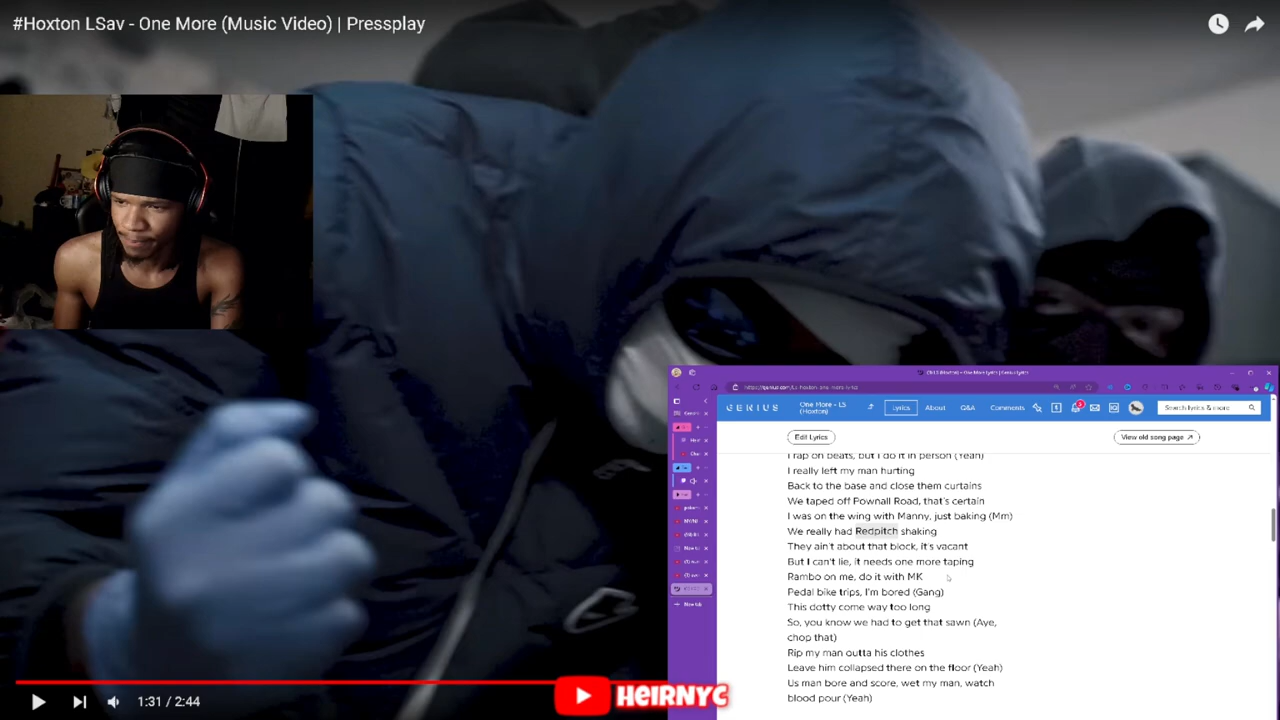 #Hoxton LSav - One More (Music Video) | Pressplay
GENIUS
One More - LS
(Hoxton)
Lyrics
About
Q&A
Comments
Search lyrics & more
Edit Lyrics
View old song page
I rap on beats, but I do it in person (Yeah)
I really left my man hurting
Back to the base and close them curtains
We taped off Pownall Road, that's certain
I was on the wing with Manny, just baking (Mm)
We really had Redpitch shaking
They ain't about that block, it's vacant
But I can't lie, it needs one more taping
Rambo on me, do it with MK
Pedal bike trips, I'm bored (Gang)
This dotty come way too long
So, you know we had to get that sawn (Aye,
chop that)
Rip my man outta his clothes
Leave him collapsed there on the floor (Yeah)
Us man bore and score, wet my man, watch
blood pour (Yeah)
1:31 / 2:44
HEIRNYC